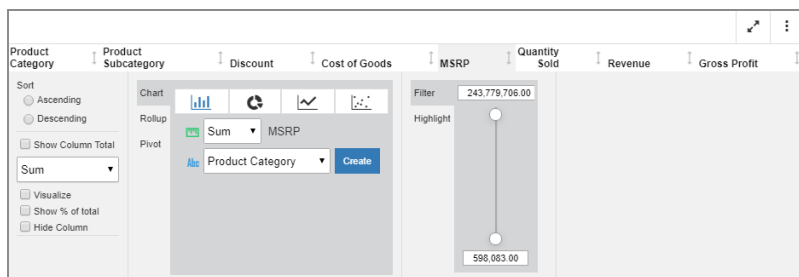 Product Category
Product Subcategory
Discount
Cost of Goods
MSRP
Quantity Sold
Revenue
Gross Profit
Sort
Ascending
Descending
Show Column Total
Sum
Visualize
Show % of total
Hide Column
Chart
Rollup
Pivot
Sum
MSRP
Abc
Product Category
Create
Filter
Highlight
243,779,706.00
598,083.00